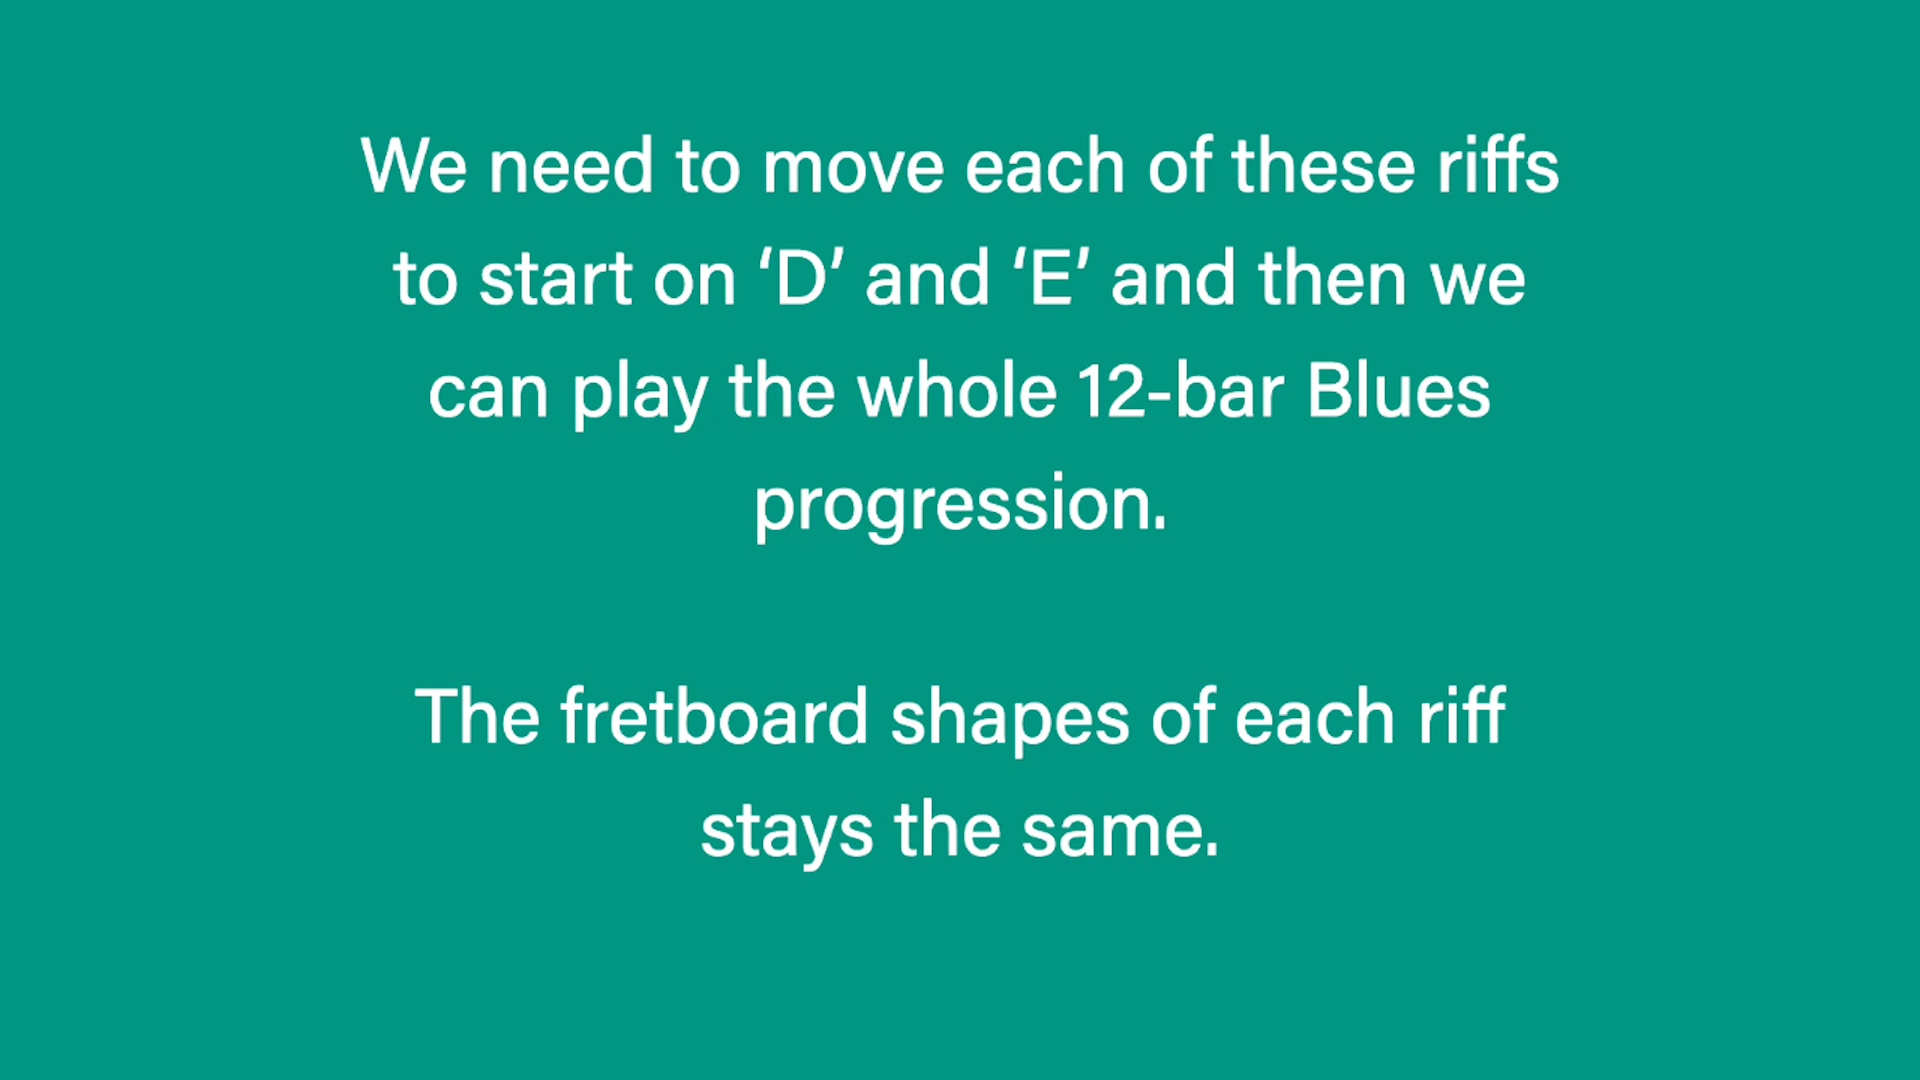 We need to move each of these riffs
to start on ‘D’ and ‘E’ and then we
can play the whole 12-bar Blues
progression.
The fretboard shapes of each riff
stays the same.